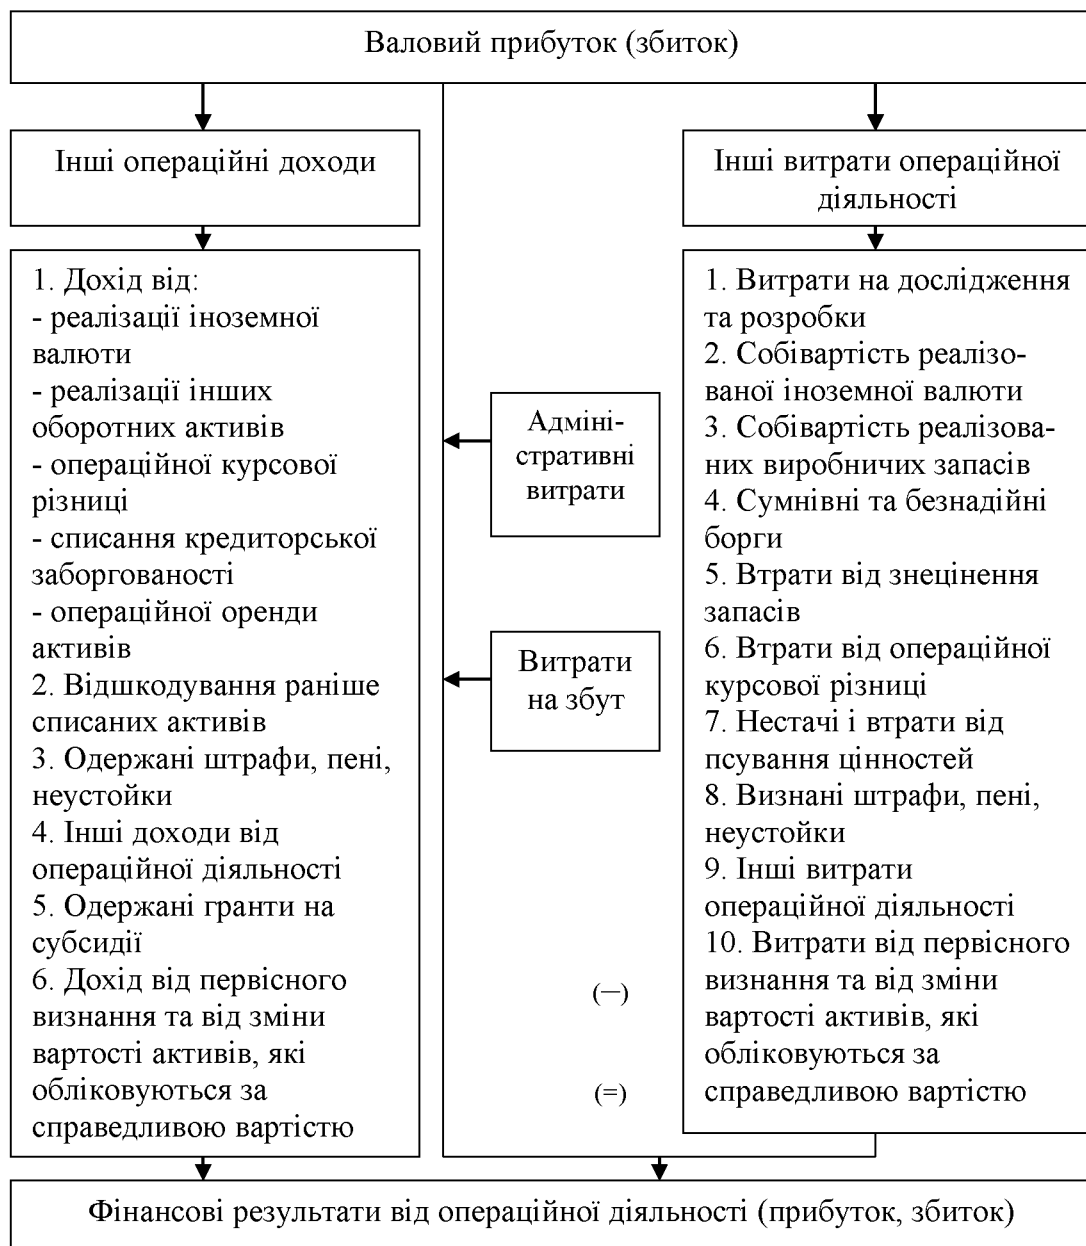 Валовий прибуток (збиток)
Інші операційні доходи
Інші витрати операційної
діяльності
1. Дохід від:
- реалізації іноземної
валюти
- реалізації інших
оборотних активів
- операційної курсової
різниці
- списання кредиторської
заборгованості
- операційної оренди
активів
2. Відшкодування раніше
списаних активів
3. Одержані штрафи, пені,
неустойки
4. Інші доходи від
операційної діяльності
5. Одержані гранти на
субсидії
6. Дохід від первісного
визнання та від зміни
вартості активів, які
обліковуються за
справедливою вартістю
Адміні-
стративні
витрати
Витрати
на збут
(–)
(=)
1. Витрати на дослідження
та розробки
2. Собівартість реалізо-
ваної іноземної валюти
3. Собівартість реалізова-
них виробничих запасів
4. Сумнівні та безнадійні
борги
5. Втрати від знецінення
запасів
6. Втрати від операційної
курсової різниці
7. Нестачі і втрати від
псування цінностей
8. Визнані штрафи, пені,
неустойки
9. Інші витрати
операційної діяльності
10. Витрати від первісного
визнання та від зміни
вартості активів, які
обліковуються за
справедливою вартістю
Фінансові результати від операційної діяльності (прибуток, збиток)